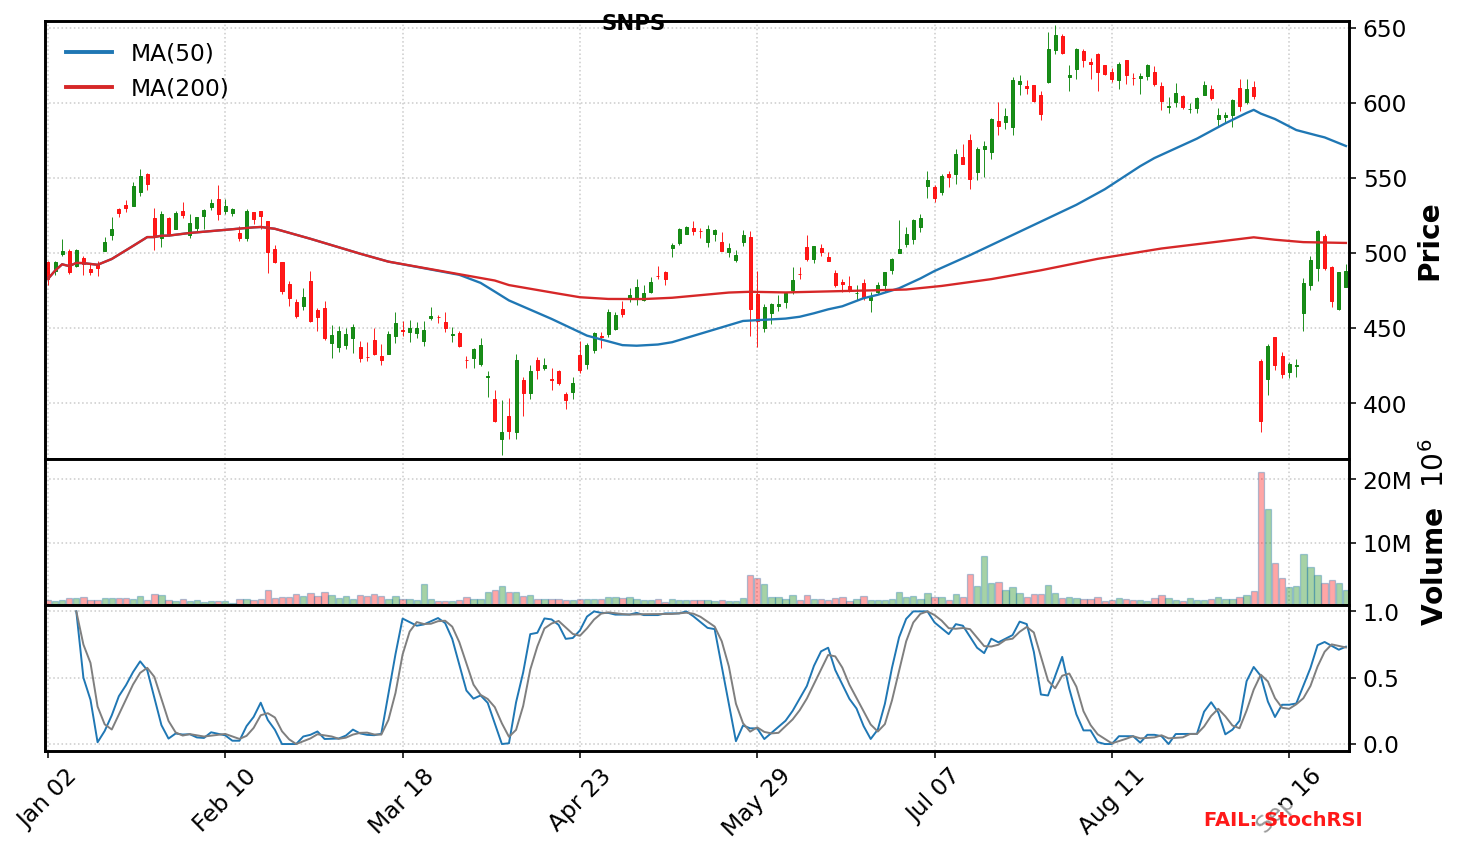 SNPS
MA(50)
MA(200)
650
600
550
500
450
400
Price
20M
10M
Volume 10^6
1.0
0.5
0.0
Jan 02
Feb 10
Mar 18
Apr 23
May 29
Jul 07
Aug 11
Sep 16
FAIL: StochRSI